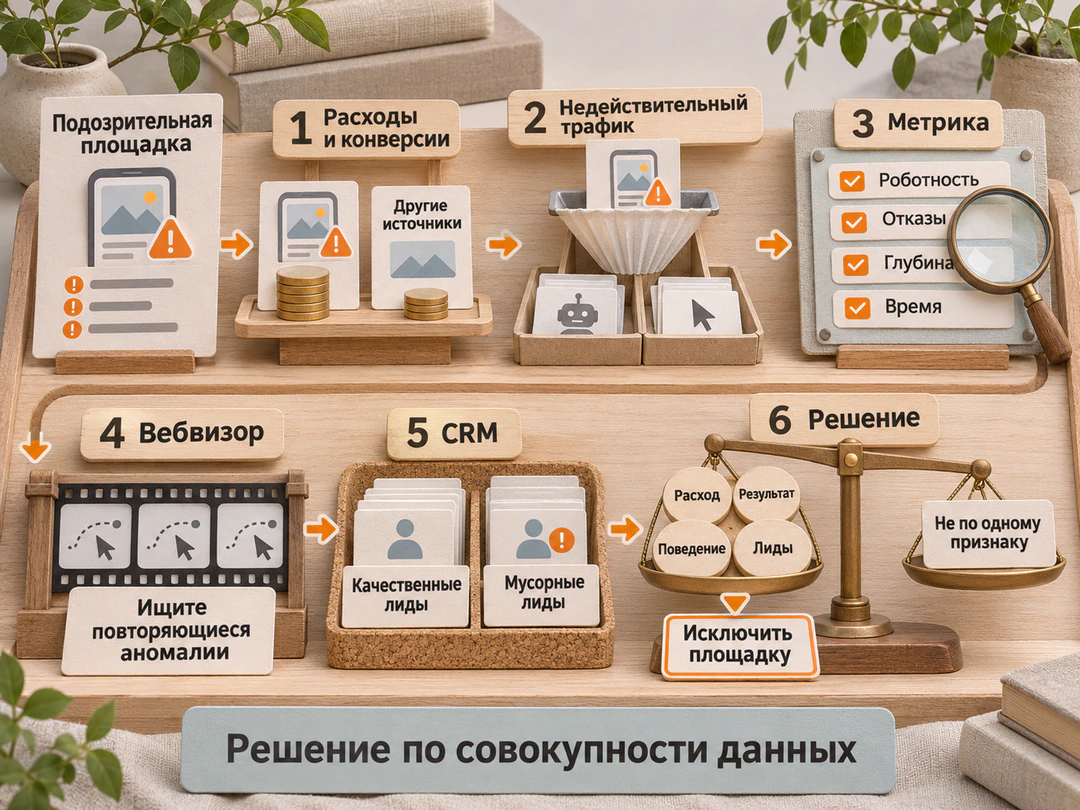 Подозрительная
площадка
1 Расходы
и конверсии
Другие
источники
2 Недействительный
трафик
3 Метрика
Роботность
Отказы
Глубина
Время
4 Вебвизор
Ищите
повторяющиеся
аномалии
5 CRM
Качественные
лиды
Мусорные
лиды
6 Решение
Расход
Результат
Поведение
Лиды
Не по одному
признаку
Исключить
площадку
Решение по совокупности данных